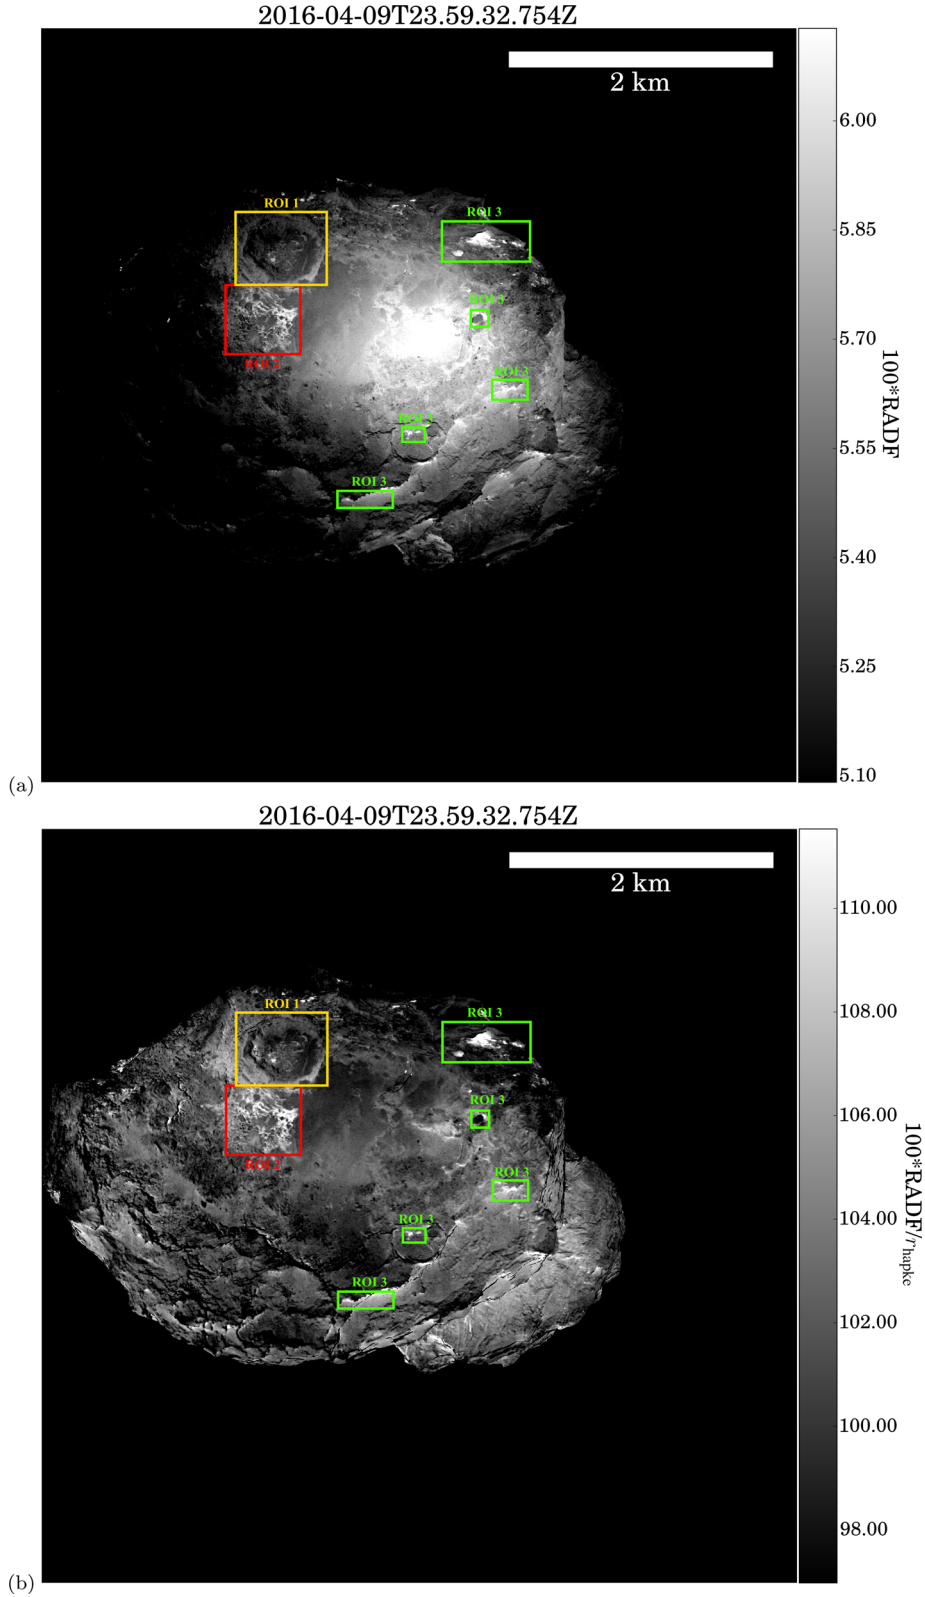 2016-04-09T23.59.32.754Z
2 km
ROI 1
ROI 3
ROI 3
ROI 2
ROI 3
ROI 3
ROI 3
6.00
5.85
5.70
5.55
5.40
5.25
5.10
100*RADF
(a)
2016-04-09T23.59.32.754Z
2 km
ROI 1
ROI 3
ROI 3
ROI 2
ROI 3
ROI 3
ROI 3
110.00
108.00
106.00
104.00
102.00
100.00
98.00
100*RADF/rhapke
(b)